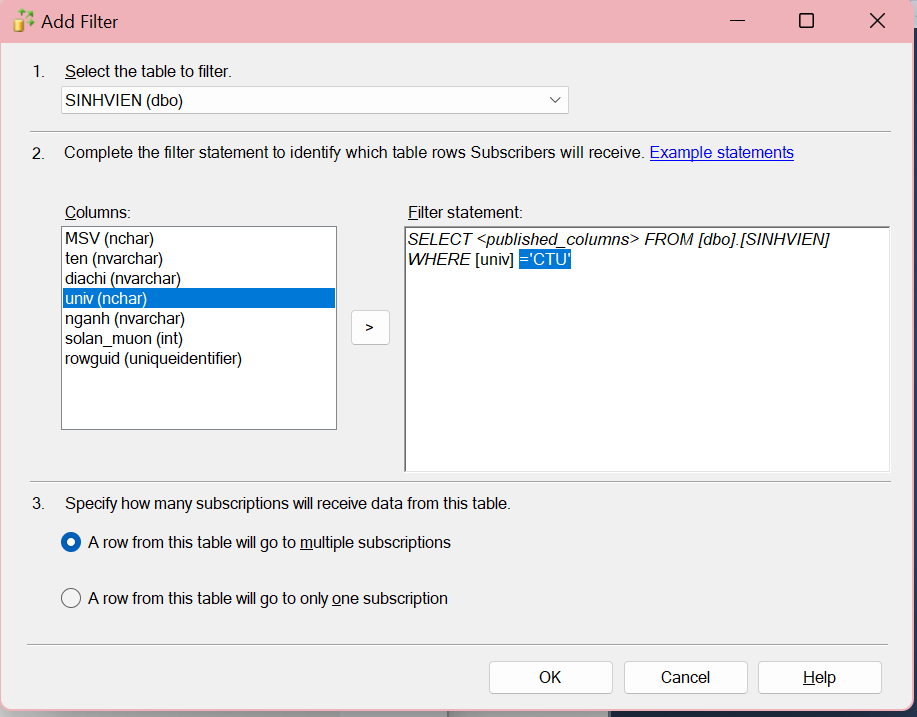 Add Filter
1. Select the table to filter.
SINHVIEN (dbo)
2. Complete the filter statement to identify which table rows Subscribers will receive. Example statements
Columns:
MSV (nchar)
ten (nvarchar)
diachi (nvarchar)
univ (nchar)
nganh (nvarchar)
solan_muon (int)
rowguid (uniqueidentifier)
>
Filter statement:
SELECT <published_columns> FROM [dbo].[SINHVIEN]
WHERE [univ] ='CTU'
3. Specify how many subscriptions will receive data from this table.
A row from this table will go to multiple subscriptions
A row from this table will go to only one subscription
OK Cancel Help